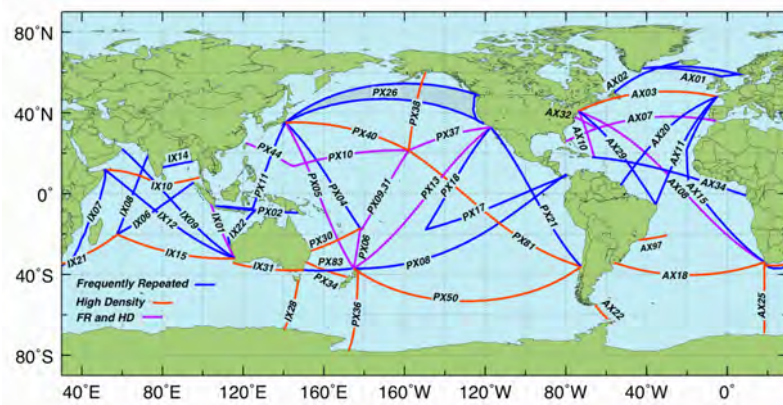 80°N
40°N
0°N
40°S
80°S
40°E
80°E
120°E
160°E
160°W
120°W
80°W
40°W
0°E
PX26
PX38
PX40
PX37
PX44
PX10
PX11
PX05
PX04
PX09,31
PX13
PX18
PX17
PX21
PX06
PX30
PX83
PX34
PX08
PX81
PX50
PX36
PX02
IX14
IX10
IX07
IX08
IX06
IX12
IX09
IX01
IX22
IX21
IX15
IX31
IX28
AX02
AX01
AX03
AX32
AX07
AX10
AX29
AX20
AX11
AX08
AX15
AX34
AX97
AX18
AX22
AX25
Frequently Repeated
High Density
FR and HD